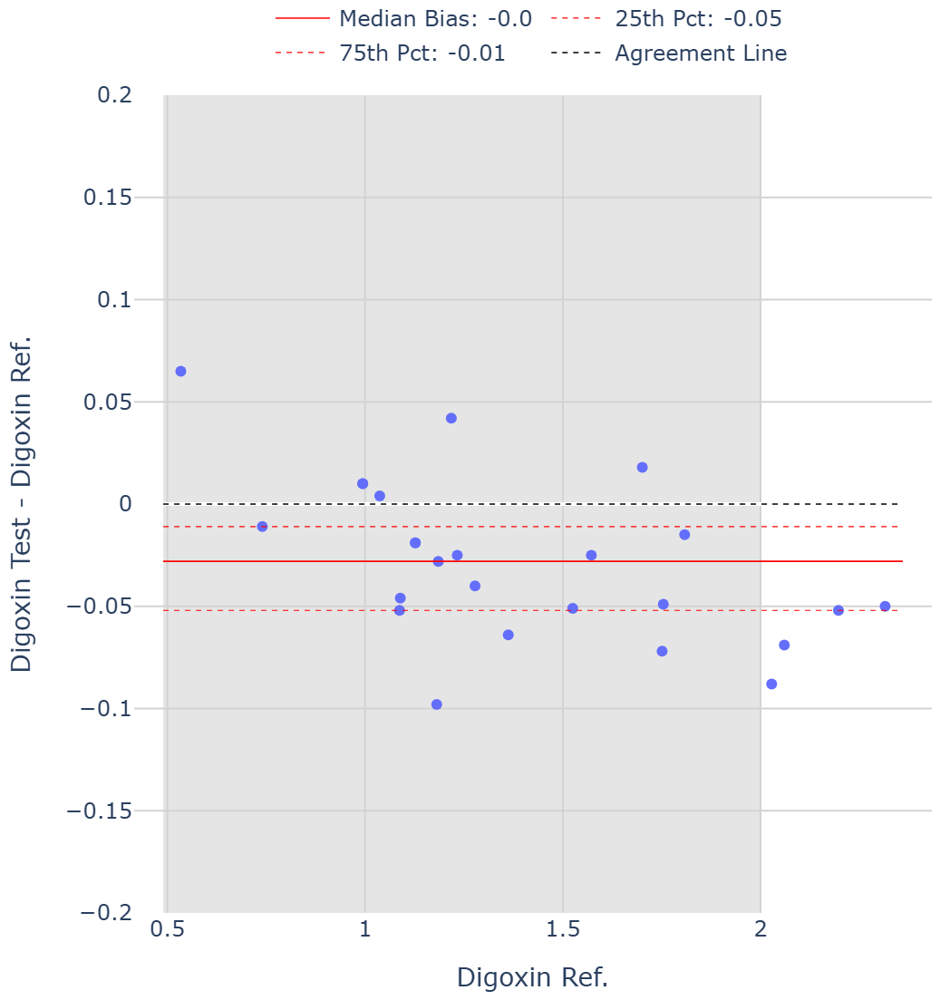 Median Bias: -0.0
25th Pct: -0.05
75th Pct: -0.01
Agreement Line
0.2
0.15
0.1
0.05
0
−0.05
−0.1
−0.15
−0.2
Digoxin Test - Digoxin Ref.
0.5
1
1.5
2
Digoxin Ref.